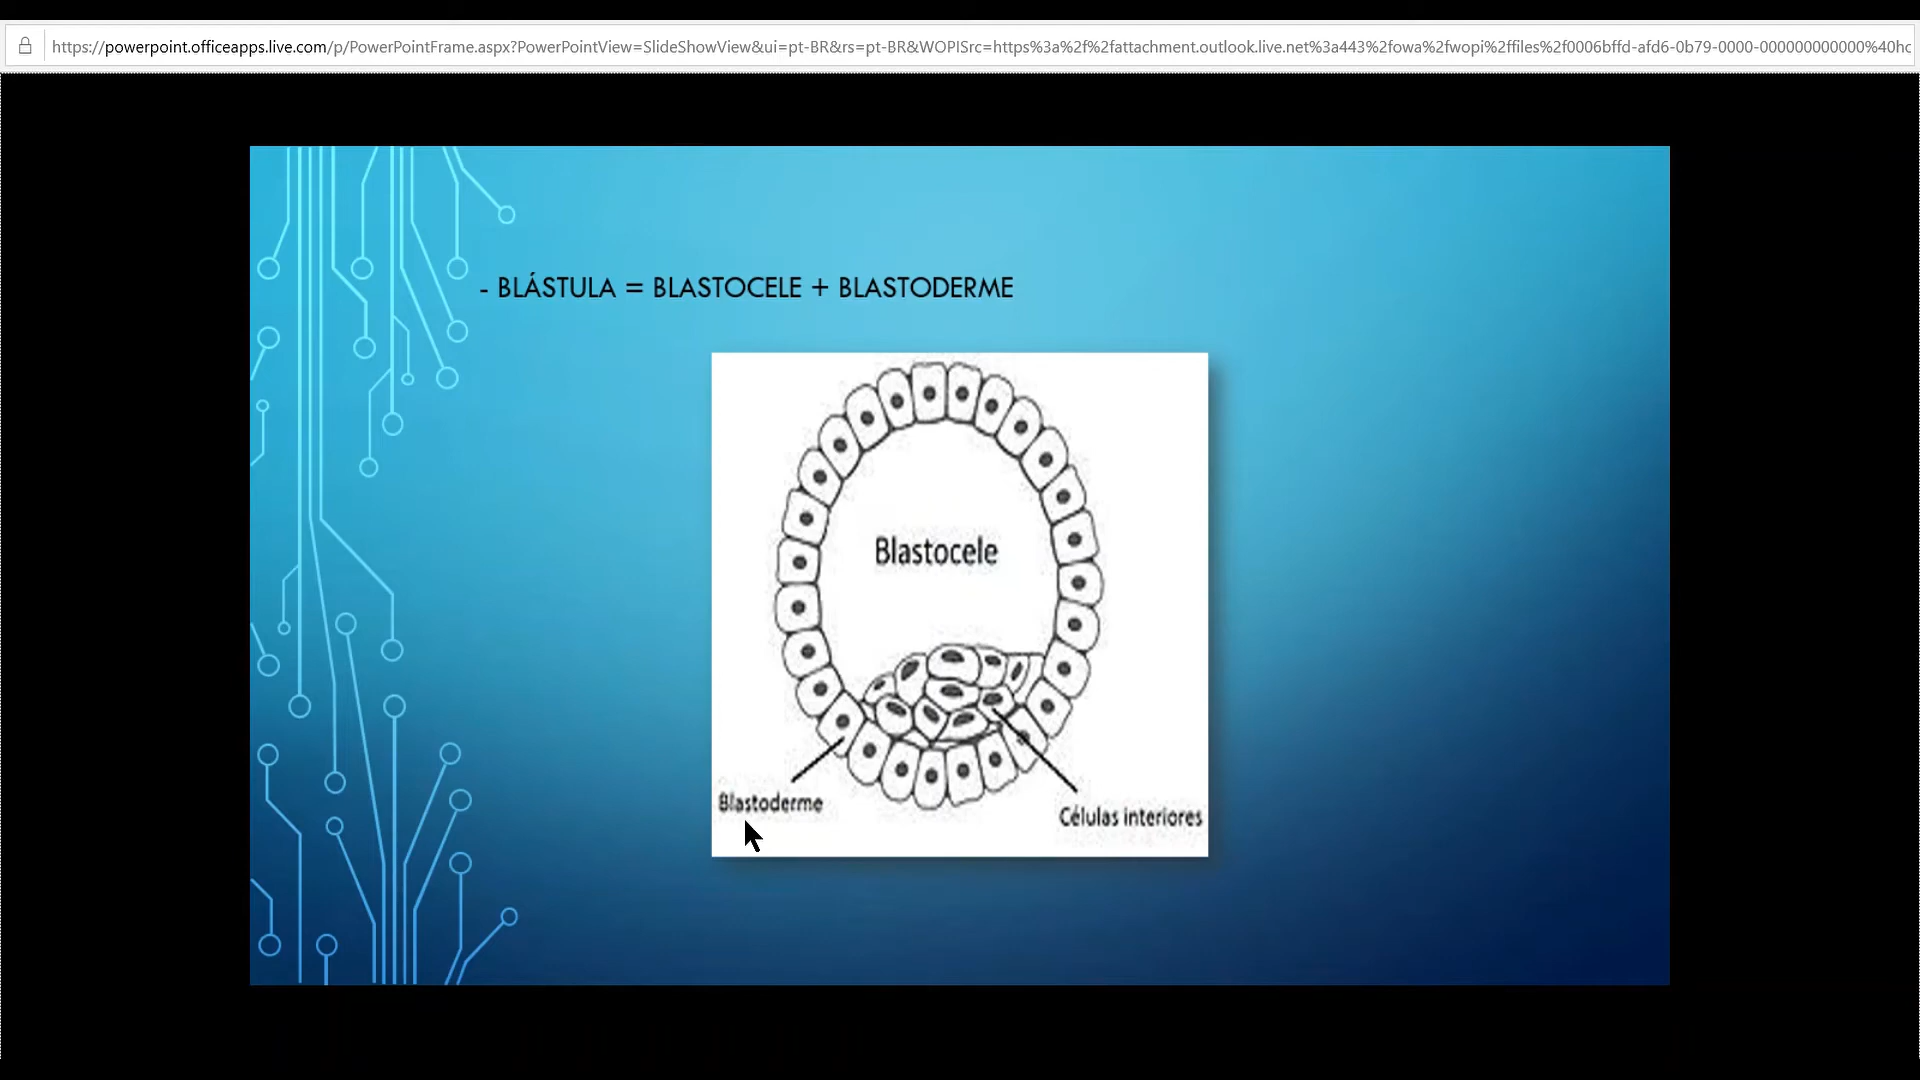 https://powerpoint.officeapps.live.com/p/PowerPointFrame.aspx?PowerPointView=SlideShowView&ui=pt-BR&rs=pt-BR&WOPISrc=https%3a%2f%2fattachment.outlook.live.net%3a443%2fowa%2fwopi%2ffiles%2f0006bffd-afd6-0b79-0000-000000000000%40hc
- BLÁSTULA = BLASTOCELE + BLASTODERME
Blastocele
Blastoderme
Células interiores